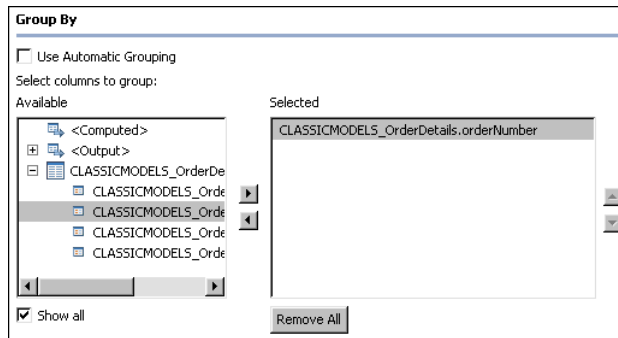 Group By
Use Automatic Grouping
Select columns to group:
Available
Selected
<Computed>
<Output>
CLASSICMODELS_OrderDe
CLASSICMODELS_Orde
CLASSICMODELS_Orde
CLASSICMODELS_Orde
CLASSICMODELS_Orde
CLASSICMODELS_OrderDetails.orderNumber
Show all
Remove All